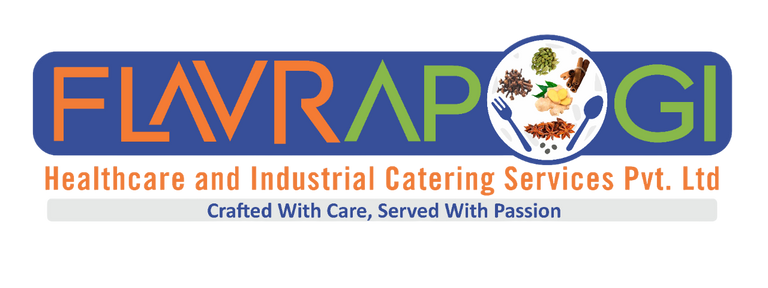 FLAVRAPOGI
Healthcare and Industrial Catering Services Pvt. Ltd
Crafted With Care, Served With Passion